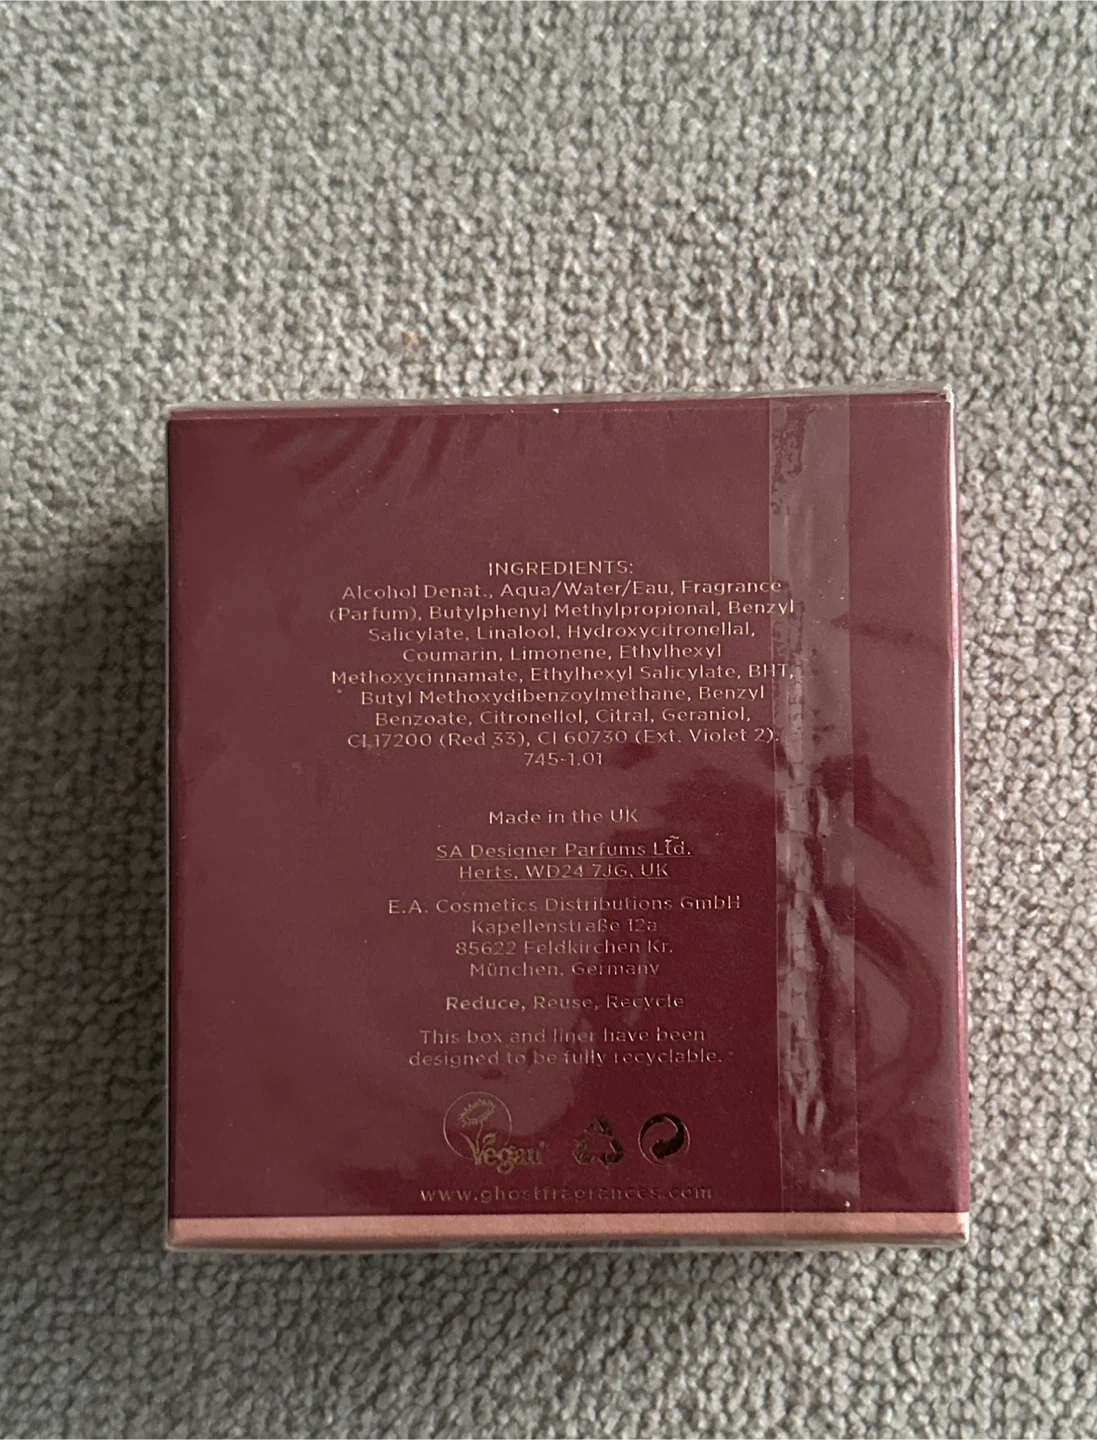 INGREDIENTS:
Alcohol Denat., Aqua/Water/Eau, Fragrance
(Parfum), Butylphenyl Methylpropional, Benzyl
Salicylate, Linalool, Hydroxycitronellal,
Coumarin, Limonene, Ethylhexyl
Methoxycinnamate, Ethylhexyl Salicylate, BHT,
Butyl Methoxydibenzoylmethane, Benzyl
Benzoate, Citronellol, Citral, Geraniol,
CI 17200 (Red 33), CI 60730 (Ext. Violet 2).
745-1.01
Made in the UK
SA Designer Parfums Ltd.
Herts, WD24 7JG, UK
E.A. Cosmetics Distributions GmbH
Kapellenstraße 12a
85622 Feldkirchen Kr.
München, Germany
Reduce, Reuse, Recycle
This box and liner have been
designed to be fully recyclable.
Vegan
www.ghostfragrances.com